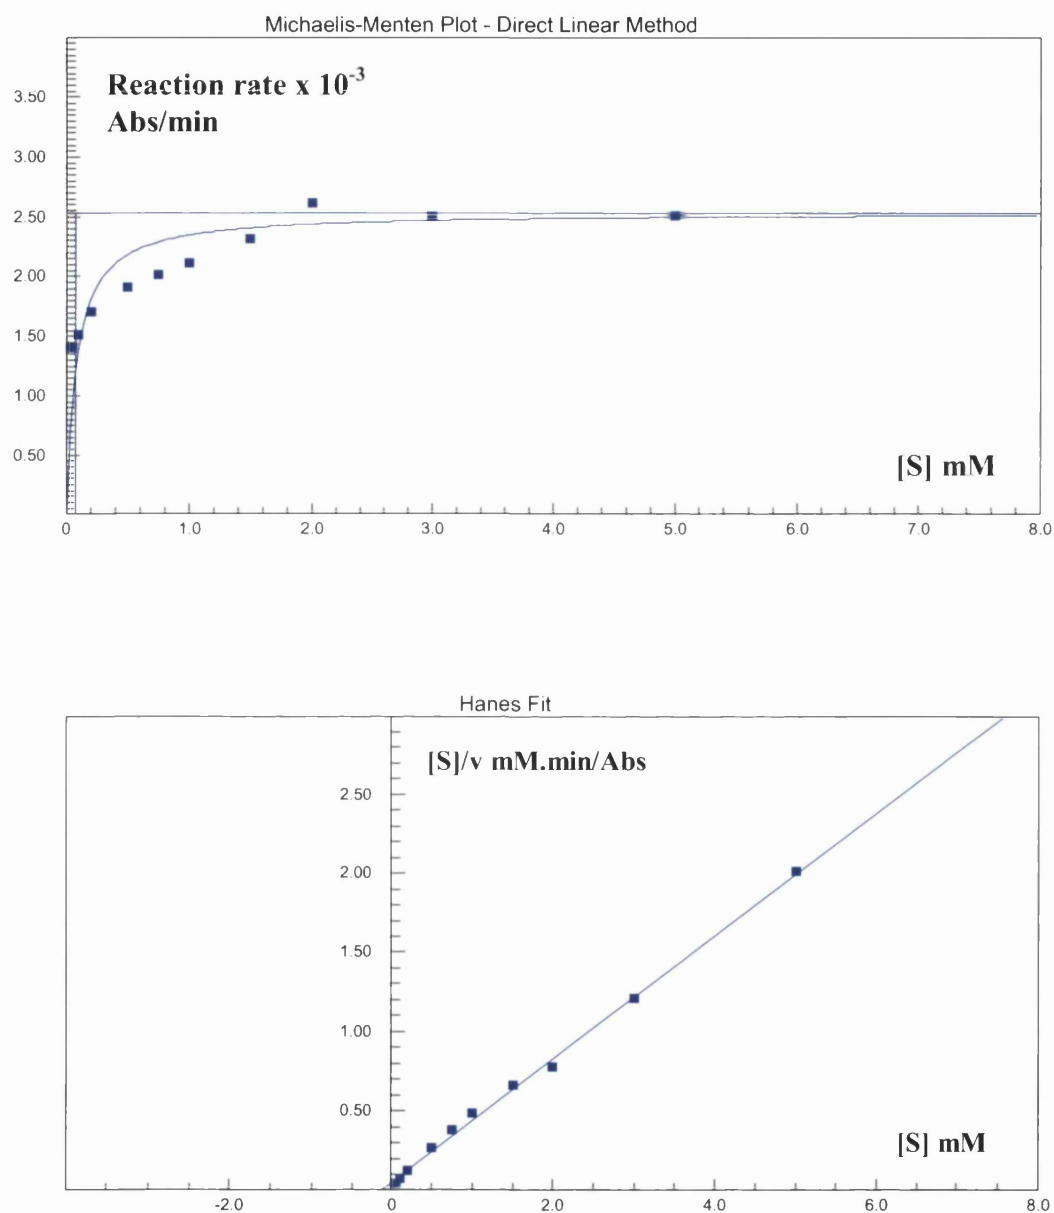 Michaelis-Menten Plot - Direct Linear Method
Reaction rate x 10⁻³
Abs/min
3.50
3.00
2.50
2.00
1.50
1.00
0.50
[S] mM
0 1.0 2.0 3.0 4.0 5.0 6.0 7.0 8.0
Hanes Fit
[S]/v mM.min/Abs
2.50
2.00
1.50
1.00
0.50
[S] mM
-2.0 0 2.0 4.0 6.0 8.0